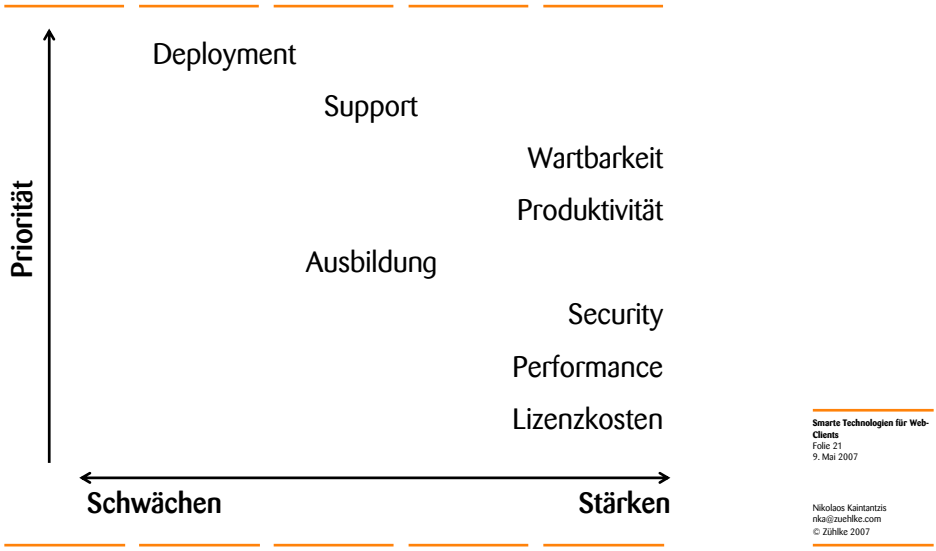 Deployment
Support
Wartbarkeit
Produktivität
Ausbildung
Security
Performance
Lizenzkosten
Priorität
Schwächen
Stärken
Smarte Technologien für Web-
Clients
Folie 21
9. Mai 2007
Nikolaos Kaintantzis
nka@zuehlke.com
© Zühlke 2007